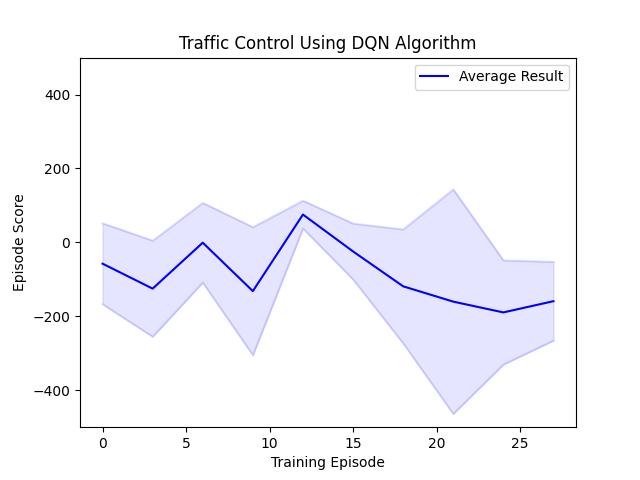 Traffic Control Using DQN Algorithm
Average Result
400
200
0
−200
−400
Episode Score
0 5 10 15 20 25
Training Episode